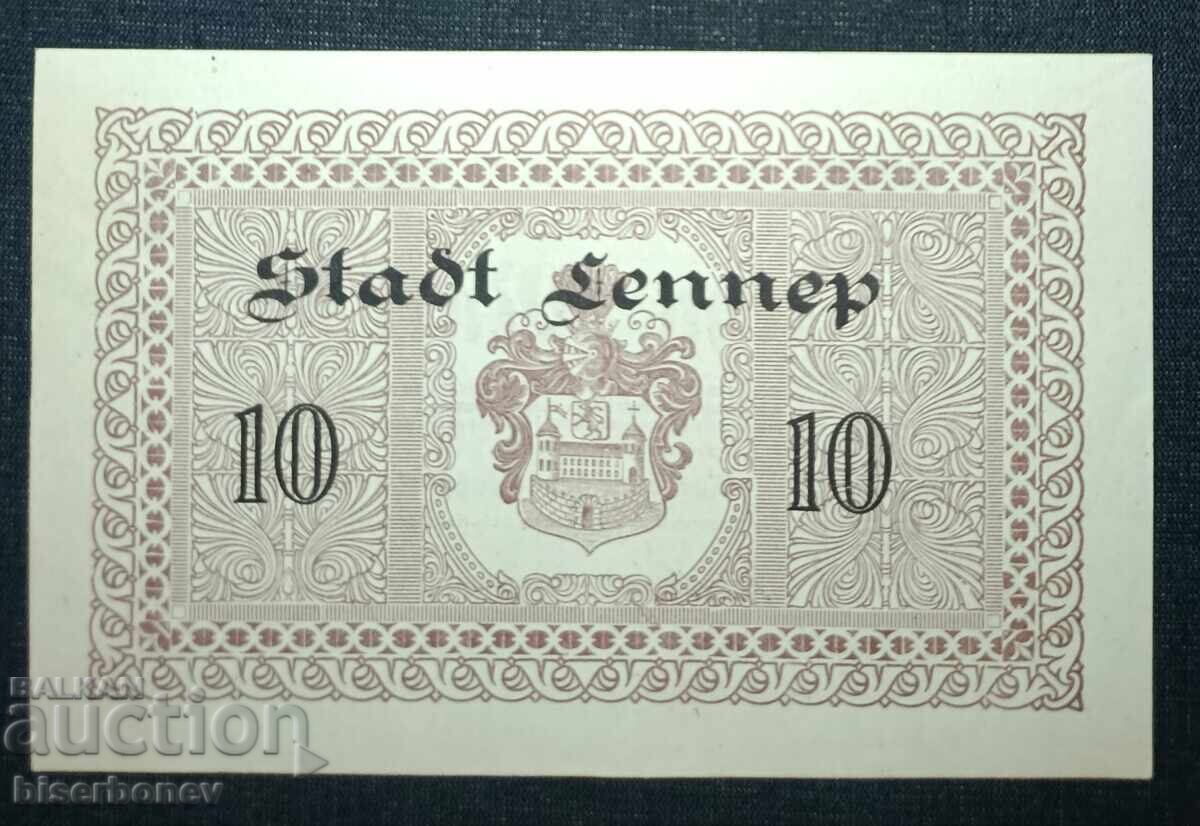 Stadt Lennep
10 10
BALKAN
auction
biserbonev